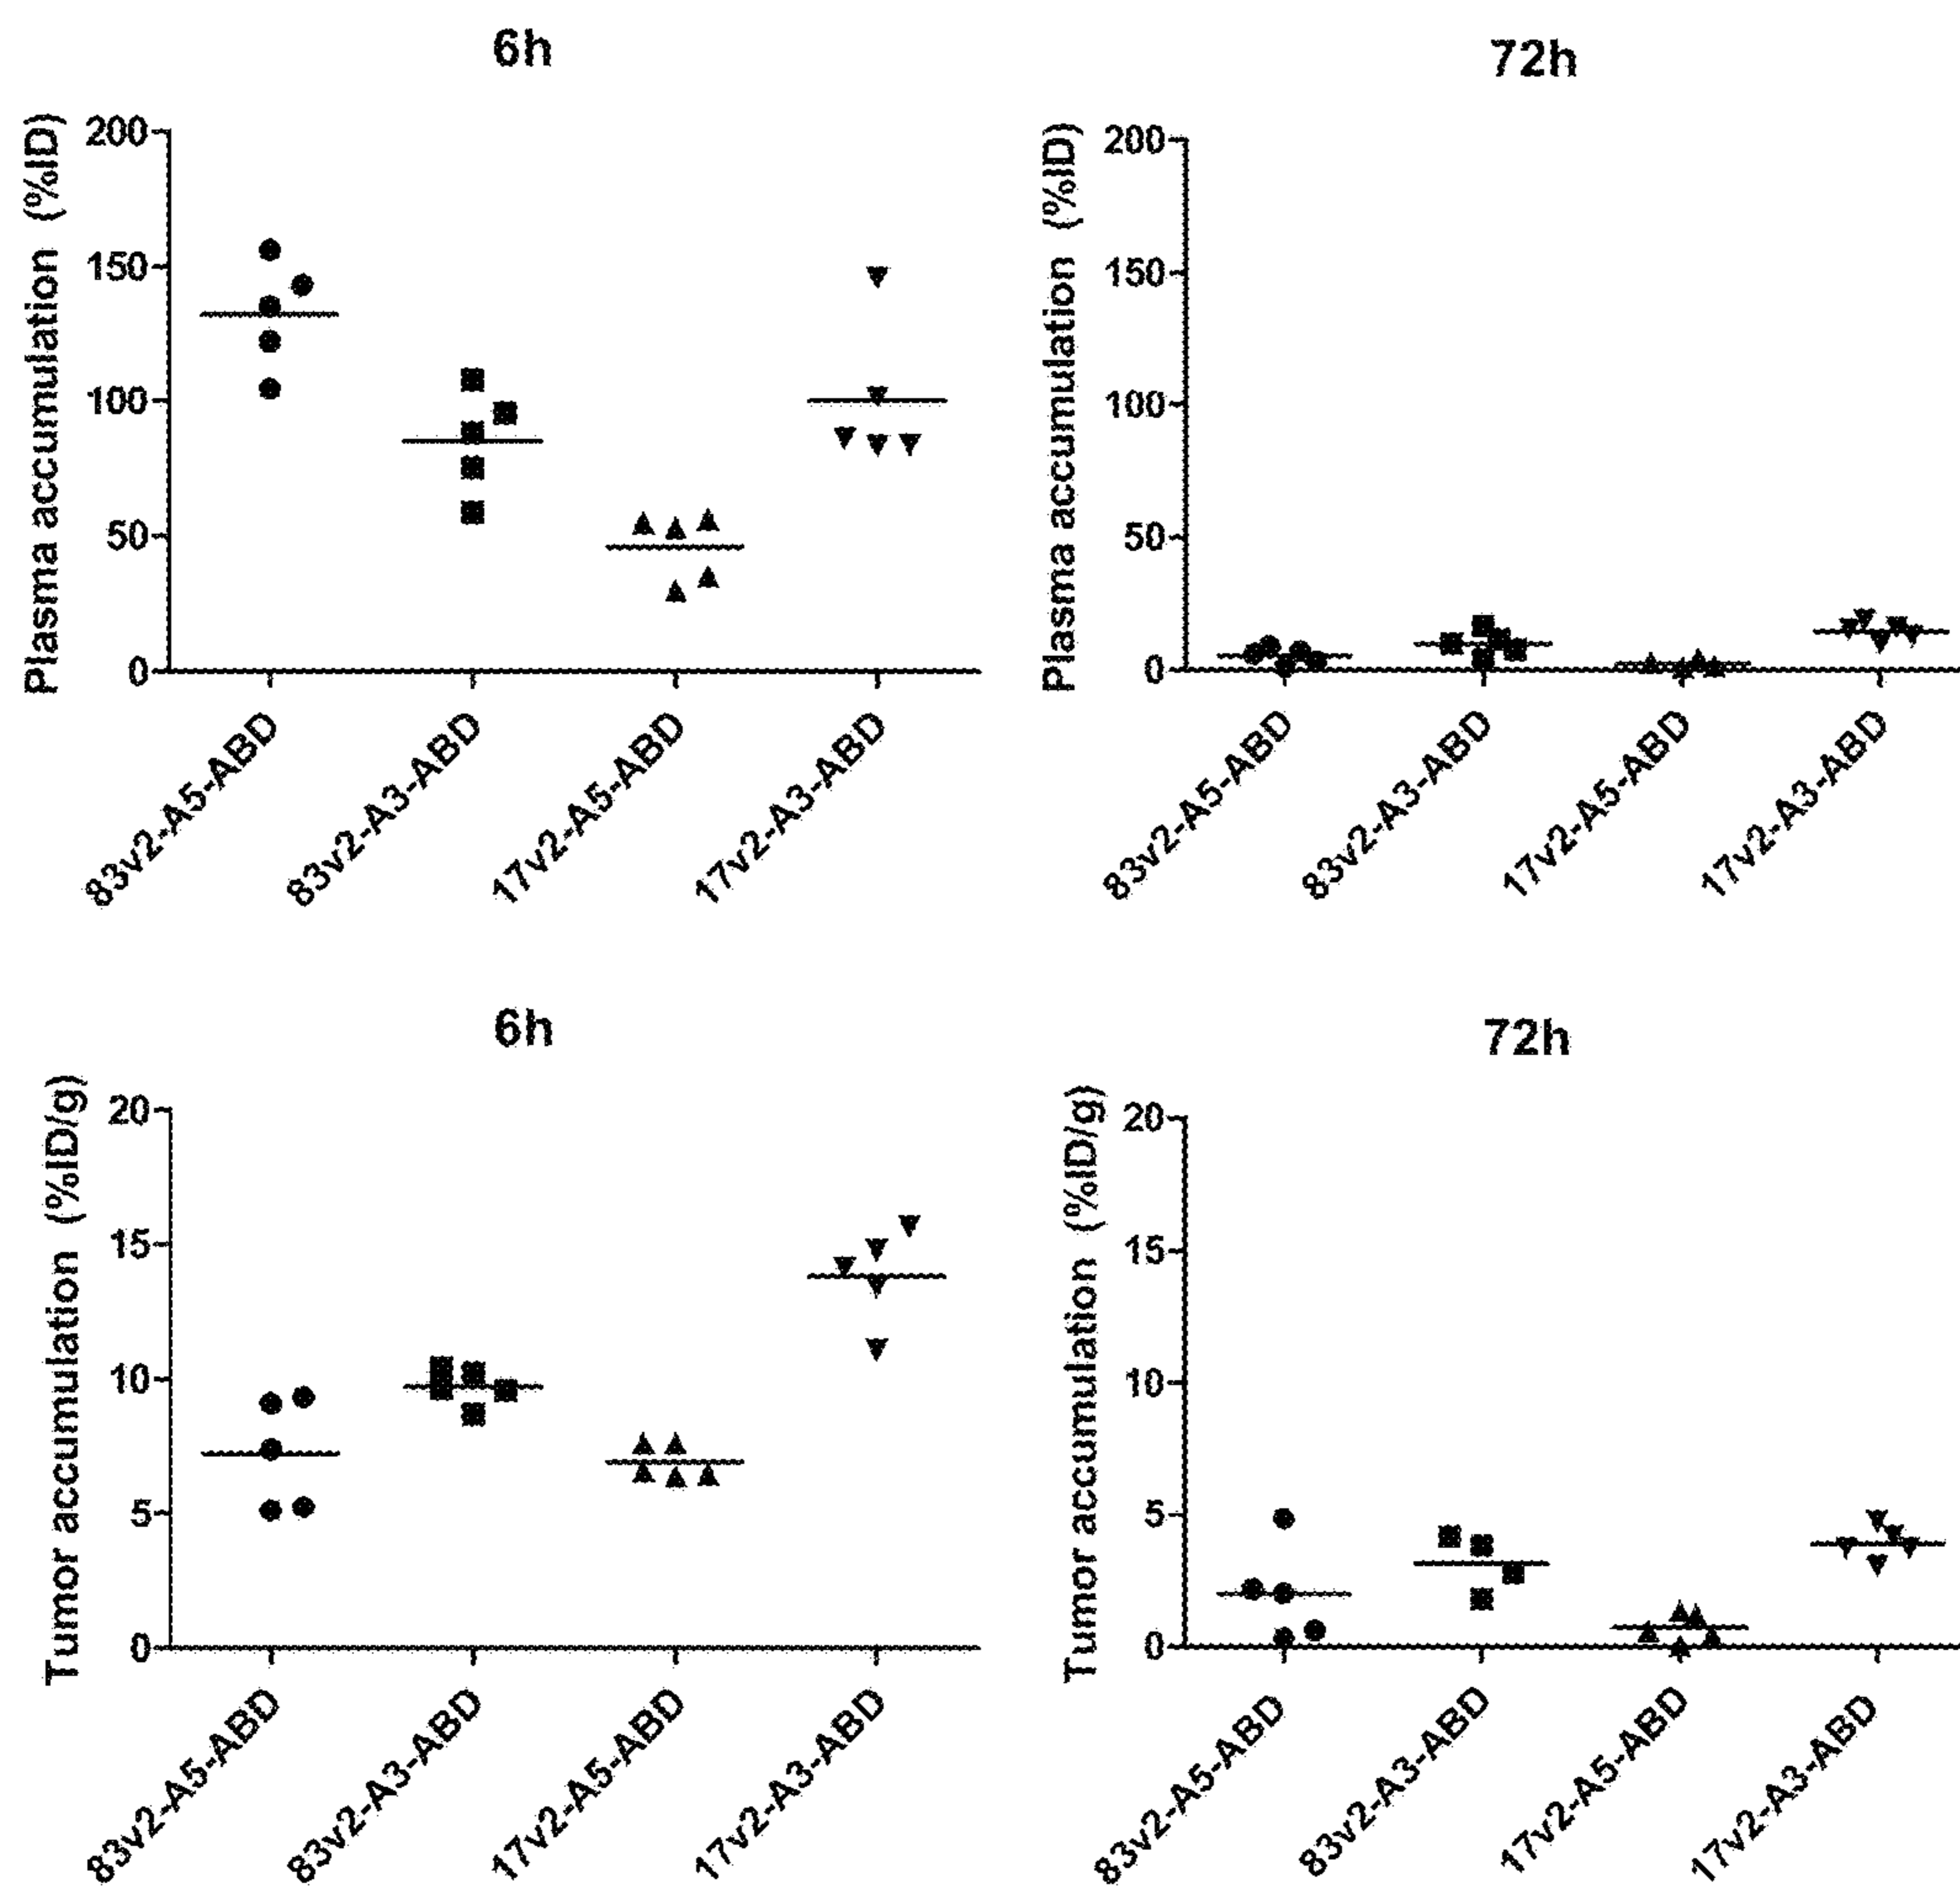 6h
Plasma accumulation (%ID)
200
150
100
50
0
83v2-A5-ABD
83v2-A3-ABD
17v2-A5-ABD
17v2-A3-ABD
72h
Plasma accumulation (%ID)
200
150
100
50
0
83v2-A5-ABD
83v2-A3-ABD
17v2-A5-ABD
17v2-A3-ABD
6h
Tumor accumulation (%ID/g)
20
15
10
5
0
83v2-A5-ABD
83v2-A3-ABD
17v2-A5-ABD
17v2-A3-ABD
72h
Tumor accumulation (%ID/g)
20
15
10
5
0
83v2-A5-ABD
83v2-A3-ABD
17v2-A5-ABD
17v2-A3-ABD